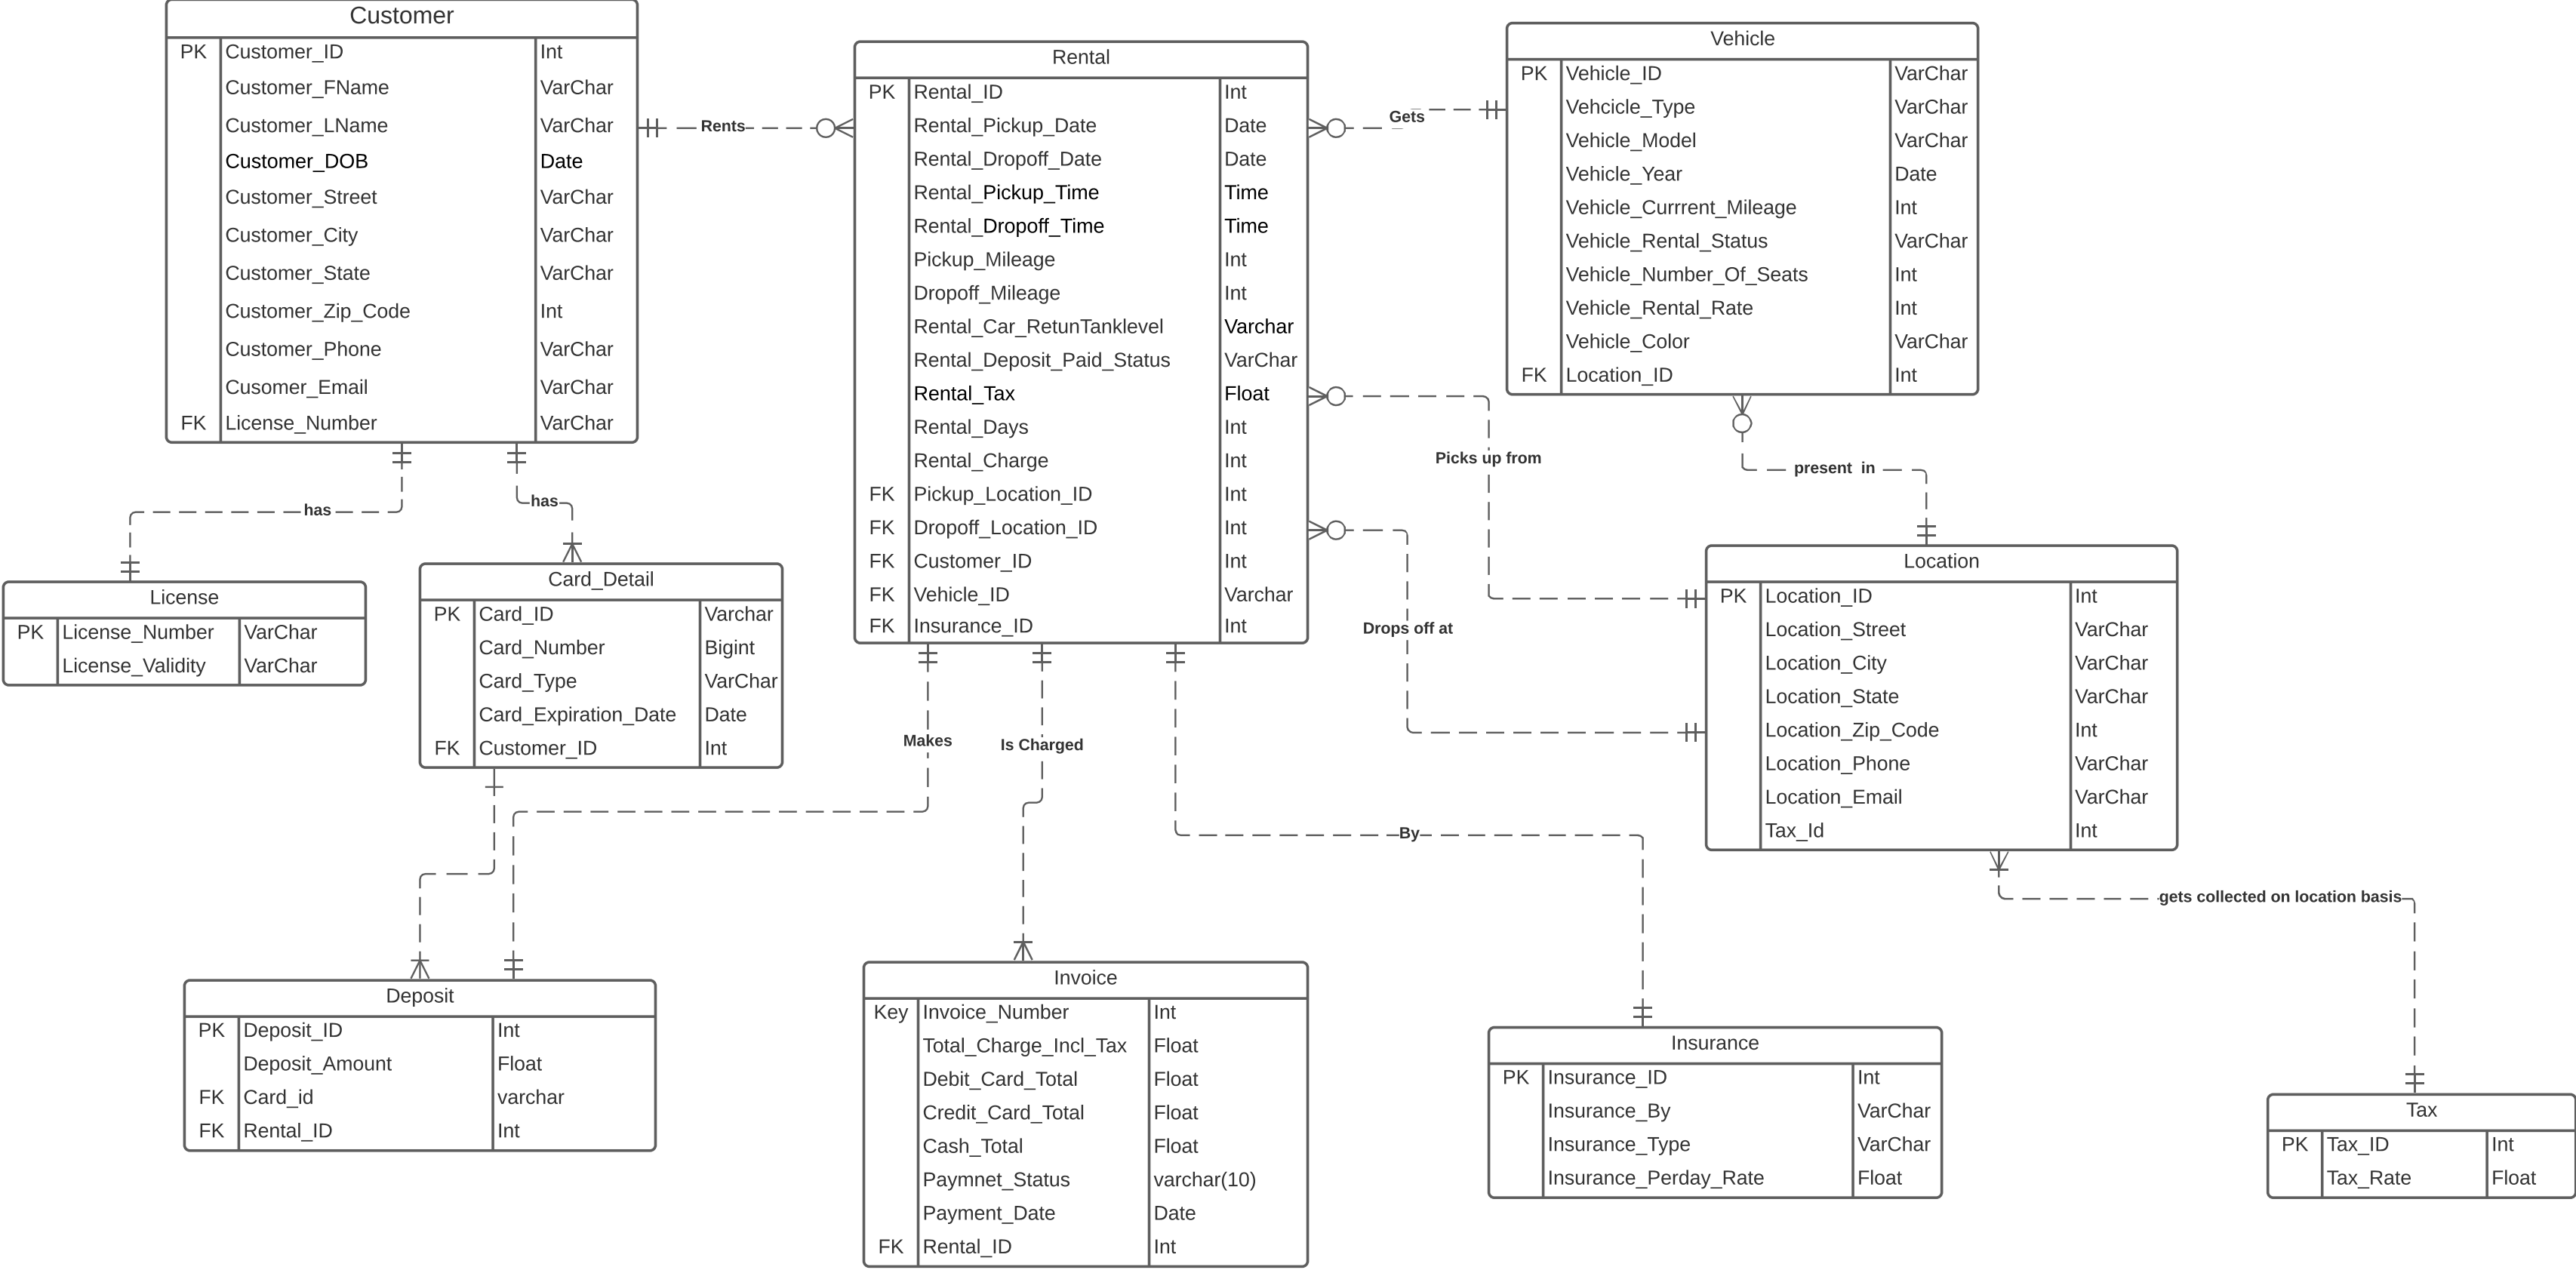 Customer
PK Customer_ID Int
Customer_FName VarChar
Customer_LName VarChar
Customer_DOB Date
Customer_Street VarChar
Customer_City VarChar
Customer_State VarChar
Customer_Zip_Code Int
Customer_Phone VarChar
Cusomer_Email VarChar
FK License_Number VarChar
Rents
Rental
PK Rental_ID Int
Rental_Pickup_Date Date
Rental_Dropoff_Date Date
Rental_Pickup_Time Time
Rental_Dropoff_Time Time
Pickup_Mileage Int
Dropoff_Mileage Int
Rental_Car_RetunTanklevel Varchar
Rental_Deposit_Paid_Status VarChar
Rental_Tax Float
Rental_Days Int
Rental_Charge Int
FK Pickup_Location_ID Int
FK Dropoff_Location_ID Int
FK Customer_ID Int
FK Vehicle_ID Varchar
FK Insurance_ID Int
Gets
Vehicle
PK Vehicle_ID VarChar
Vehcicle_Type VarChar
Vehicle_Model VarChar
Vehicle_Year Date
Vehicle_Currrent_Mileage Int
Vehicle_Rental_Status VarChar
Vehicle_Number_Of_Seats Int
Vehicle_Rental_Rate Int
Vehicle_Color VarChar
FK Location_ID Int
Picks up from
present in
Drops off at
has
has
License
PK License_Number VarChar
License_Validity VarChar
Card_Detail
PK Card_ID Varchar
Card_Number Bigint
Card_Type VarChar
Card_Expiration_Date Date
FK Customer_ID Int
Location
PK Location_ID Int
Location_Street VarChar
Location_City VarChar
Location_State VarChar
Location_Zip_Code Int
Location_Phone VarChar
Location_Email VarChar
Tax_Id Int
Makes
Is Charged
By
gets collected on location basis
Deposit
PK Deposit_ID Int
Deposit_Amount Float
FK Card_id varchar
FK Rental_ID Int
Invoice
Key Invoice_Number Int
Total_Charge_Incl_Tax Float
Debit_Card_Total Float
Credit_Card_Total Float
Cash_Total Float
Paymnet_Status varchar(10)
Payment_Date Date
FK Rental_ID Int
Insurance
PK Insurance_ID Int
Insurance_By VarChar
Insurance_Type VarChar
Insurance_Perday_Rate Float
Tax
PK Tax_ID Int
Tax_Rate Float